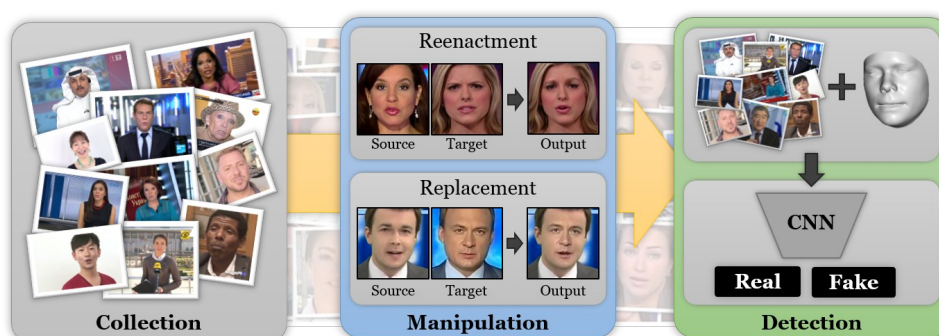 Collection
Reenactment
Source
Target
Output
Replacement
Source
Target
Output
Manipulation
CNN
Real
Fake
Detection